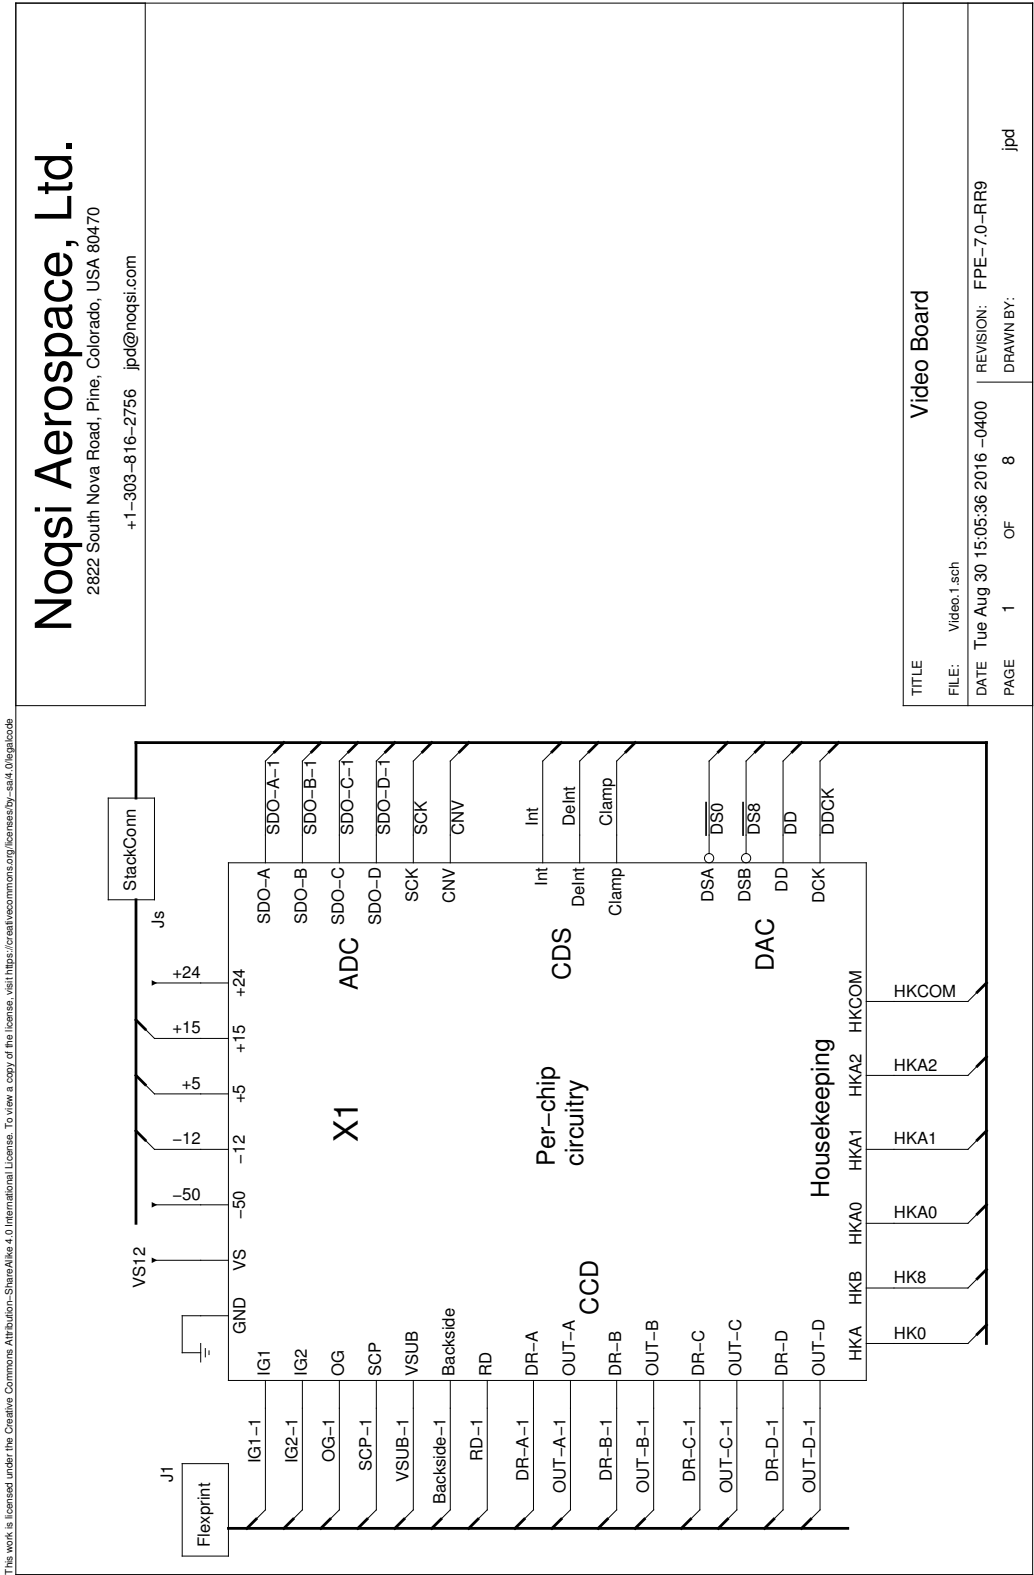 This work is licensed under the Creative Commons Attribution−ShareAlike 4.0 International License. To view a copy of the license, visit https://creativecommons.org/licenses/by−sa/4.0/legalcode
Noqsi Aerospace, Ltd.
2822 South Nova Road, Pine, Colorado, USA 80470
+1−303−816−2756 jpd@noqsi.com
J1
Flexprint
Js
StackConn
VS12
−50
−12
+5
+15
+24
GND
VS
−50
−12
+5
+15
+24
IG1−1
IG1
SDO−A
SDO−A−1
IG2−1
IG2
SDO−B
SDO−B−1
OG−1
OG
SDO−C
SDO−C−1
SCP−1
SCP
SDO−D
SDO−D−1
VSUB−1
VSUB
SCK
SCK
Backside−1
Backside
CNV
CNV
RD−1
RD
X1
ADC
DR−A−1
DR−A
Int
Int
OUT−A−1
OUT−A
DeInt
DeInt
DR−B−1
DR−B
Clamp
Clamp
OUT−B−1
OUT−B
CCD
Per−chip
circuitry
CDS
DR−C−1
DR−C
DSA
DS0
OUT−C−1
OUT−C
DSB
DS8
DR−D−1
DR−D
DD
DD
OUT−D−1
OUT−D
DCK
DDCK
DAC
Housekeeping
HKA
HKB
HKA0
HKA1
HKA2
HKCOM
HK0
HK8
HKA0
HKA1
HKA2
HKCOM
TITLE
Video Board
FILE: Video.1.sch
DATE Tue Aug 30 15:05:36 2016 −0400
REVISION: FPE−7.0−RR9
PAGE 1 OF 8
DRAWN BY: jpd